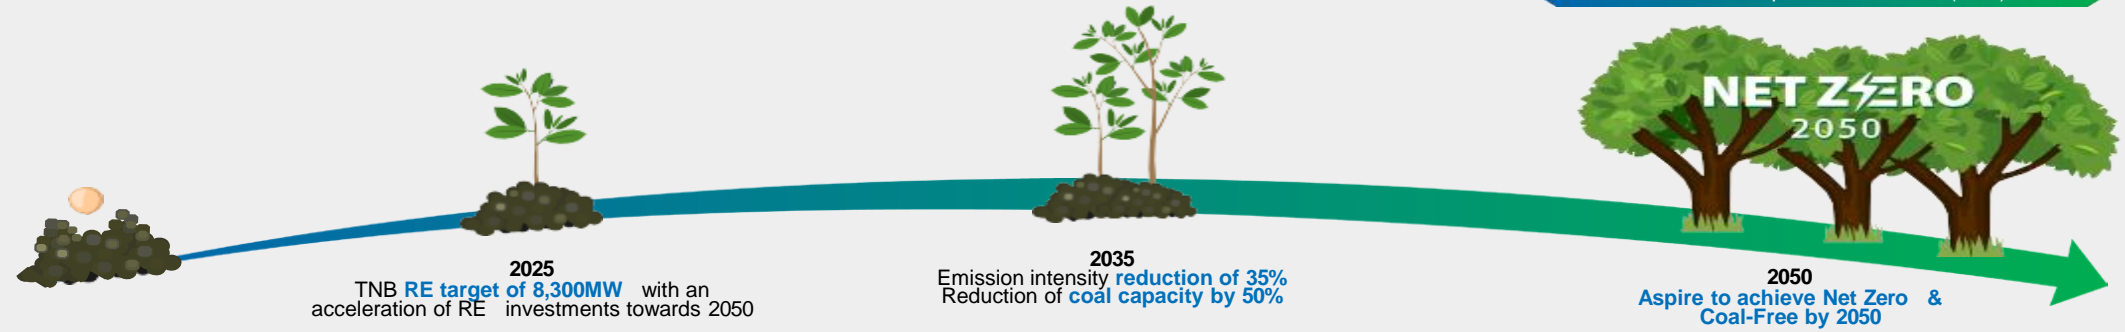 NET ZERO
2050
2025
TNB RE target of 8,300MW with an
acceleration of RE investments towards 2050
2035
Emission intensity reduction of 35%
Reduction of coal capacity by 50%
2050
Aspire to achieve Net Zero &
Coal-Free by 2050